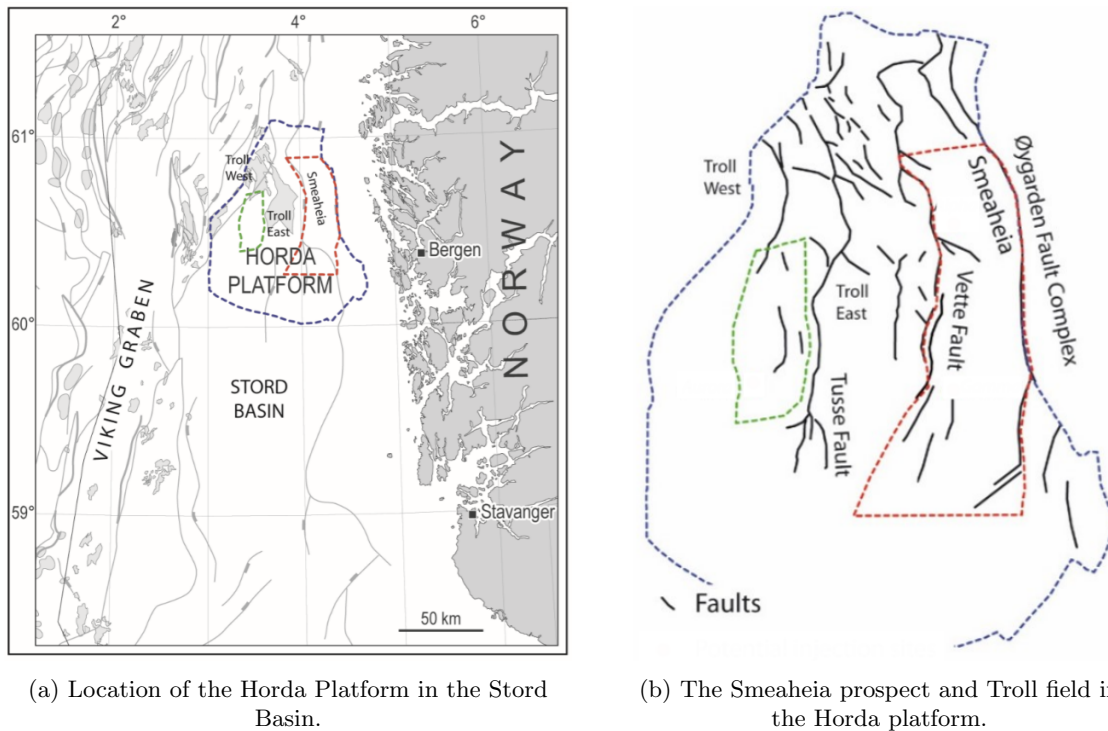 2°
4°
6°
61°
60°
59°
Troll
West
Troll
East
Smeaheia
HORDA
PLATFORM
Bergen
NORWAY
VIKING GRABEN
STORD
BASIN
Stavanger
50 km
(a) Location of the Horda Platform in the Stord
Basin.
Troll
West
Smeaheia
Øygarden Fault Complex
Vette Fault
Troll
East
Tusse Fault
Faults
(b) The Smeaheia prospect and Troll field in
the Horda platform.